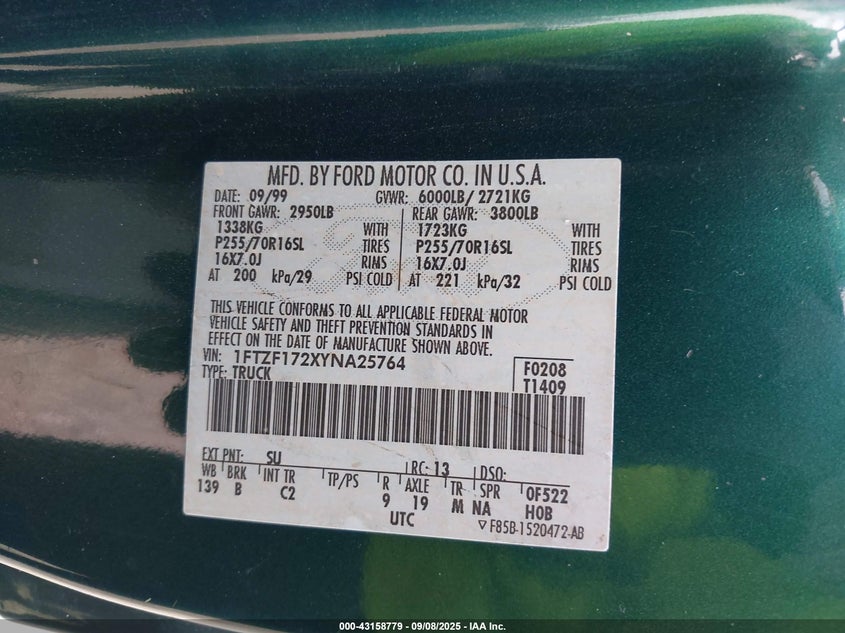 MFD. BY FORD MOTOR CO. IN U.S.A.
DATE: 09/99 GVWR: 6000LB/ 2721KG
FRONT GAWR: 2950LB REAR GAWR: 3800LB
1338KG WITH 1723KG WITH
P255/70R16SL TIRES P255/70R16SL TIRES
16X7.0J RIMS 16X7.0J RIMS
AT 200 kPa/29 PSI COLD AT 221 kPa/32 PSI COLD
THIS VEHICLE CONFORMS TO ALL APPLICABLE FEDERAL MOTOR
VEHICLE SAFETY AND THEFT PREVENTION STANDARDS IN
EFFECT ON THE DATE OF MANUFACTURE SHOWN ABOVE.
VIN: 1FTZF172XYNA25764 F0208
TYPE: TRUCK T1409
EXT PNT: SU RC: 13 DSO:
WB BRK INT TR TP/PS R AXLE TR SPR OF522
139 B C2 9 19 M NA HOB
UTC F85B-1520472-AB
000-43158779 - 09/08/2025 - IAA Inc.